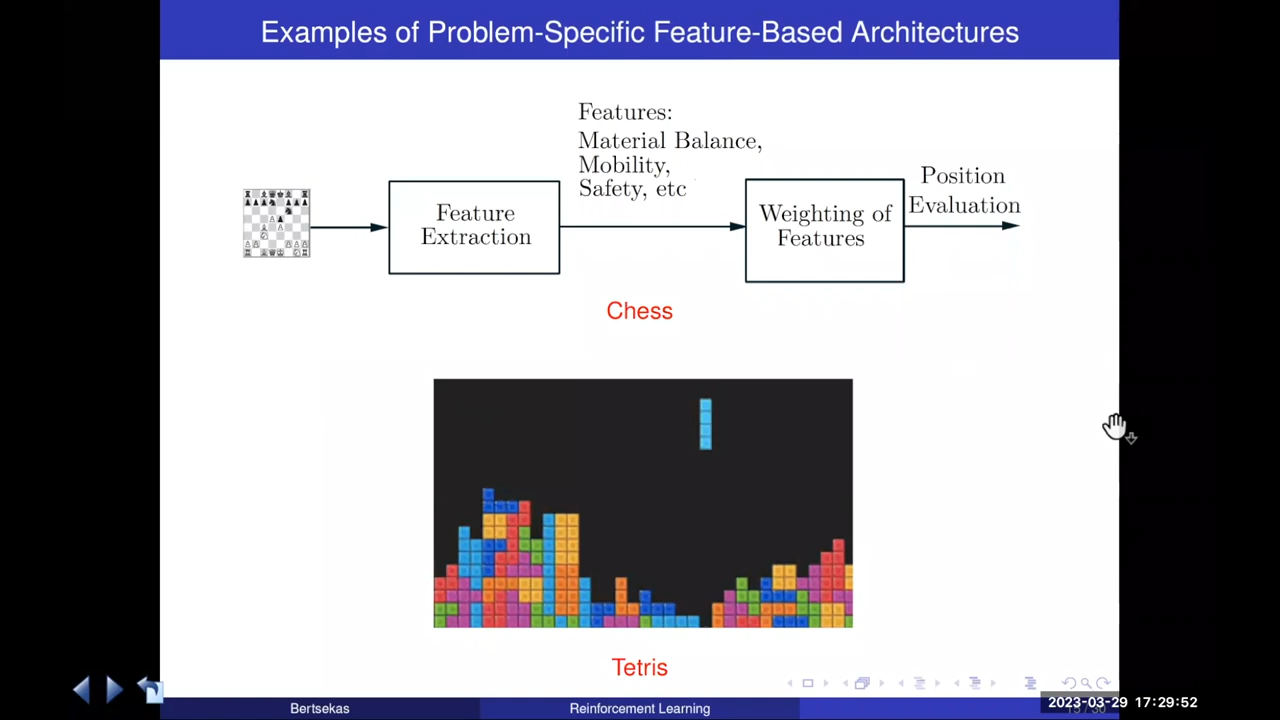 Examples of Problem-Specific Feature-Based Architectures
Features:
Material Balance,
Mobility,
Safety, etc
Feature
Extraction
Weighting of
Features
Position
Evaluation
Chess
Tetris
Bertsekas
Reinforcement Learning
2023-03-29 17:29:52